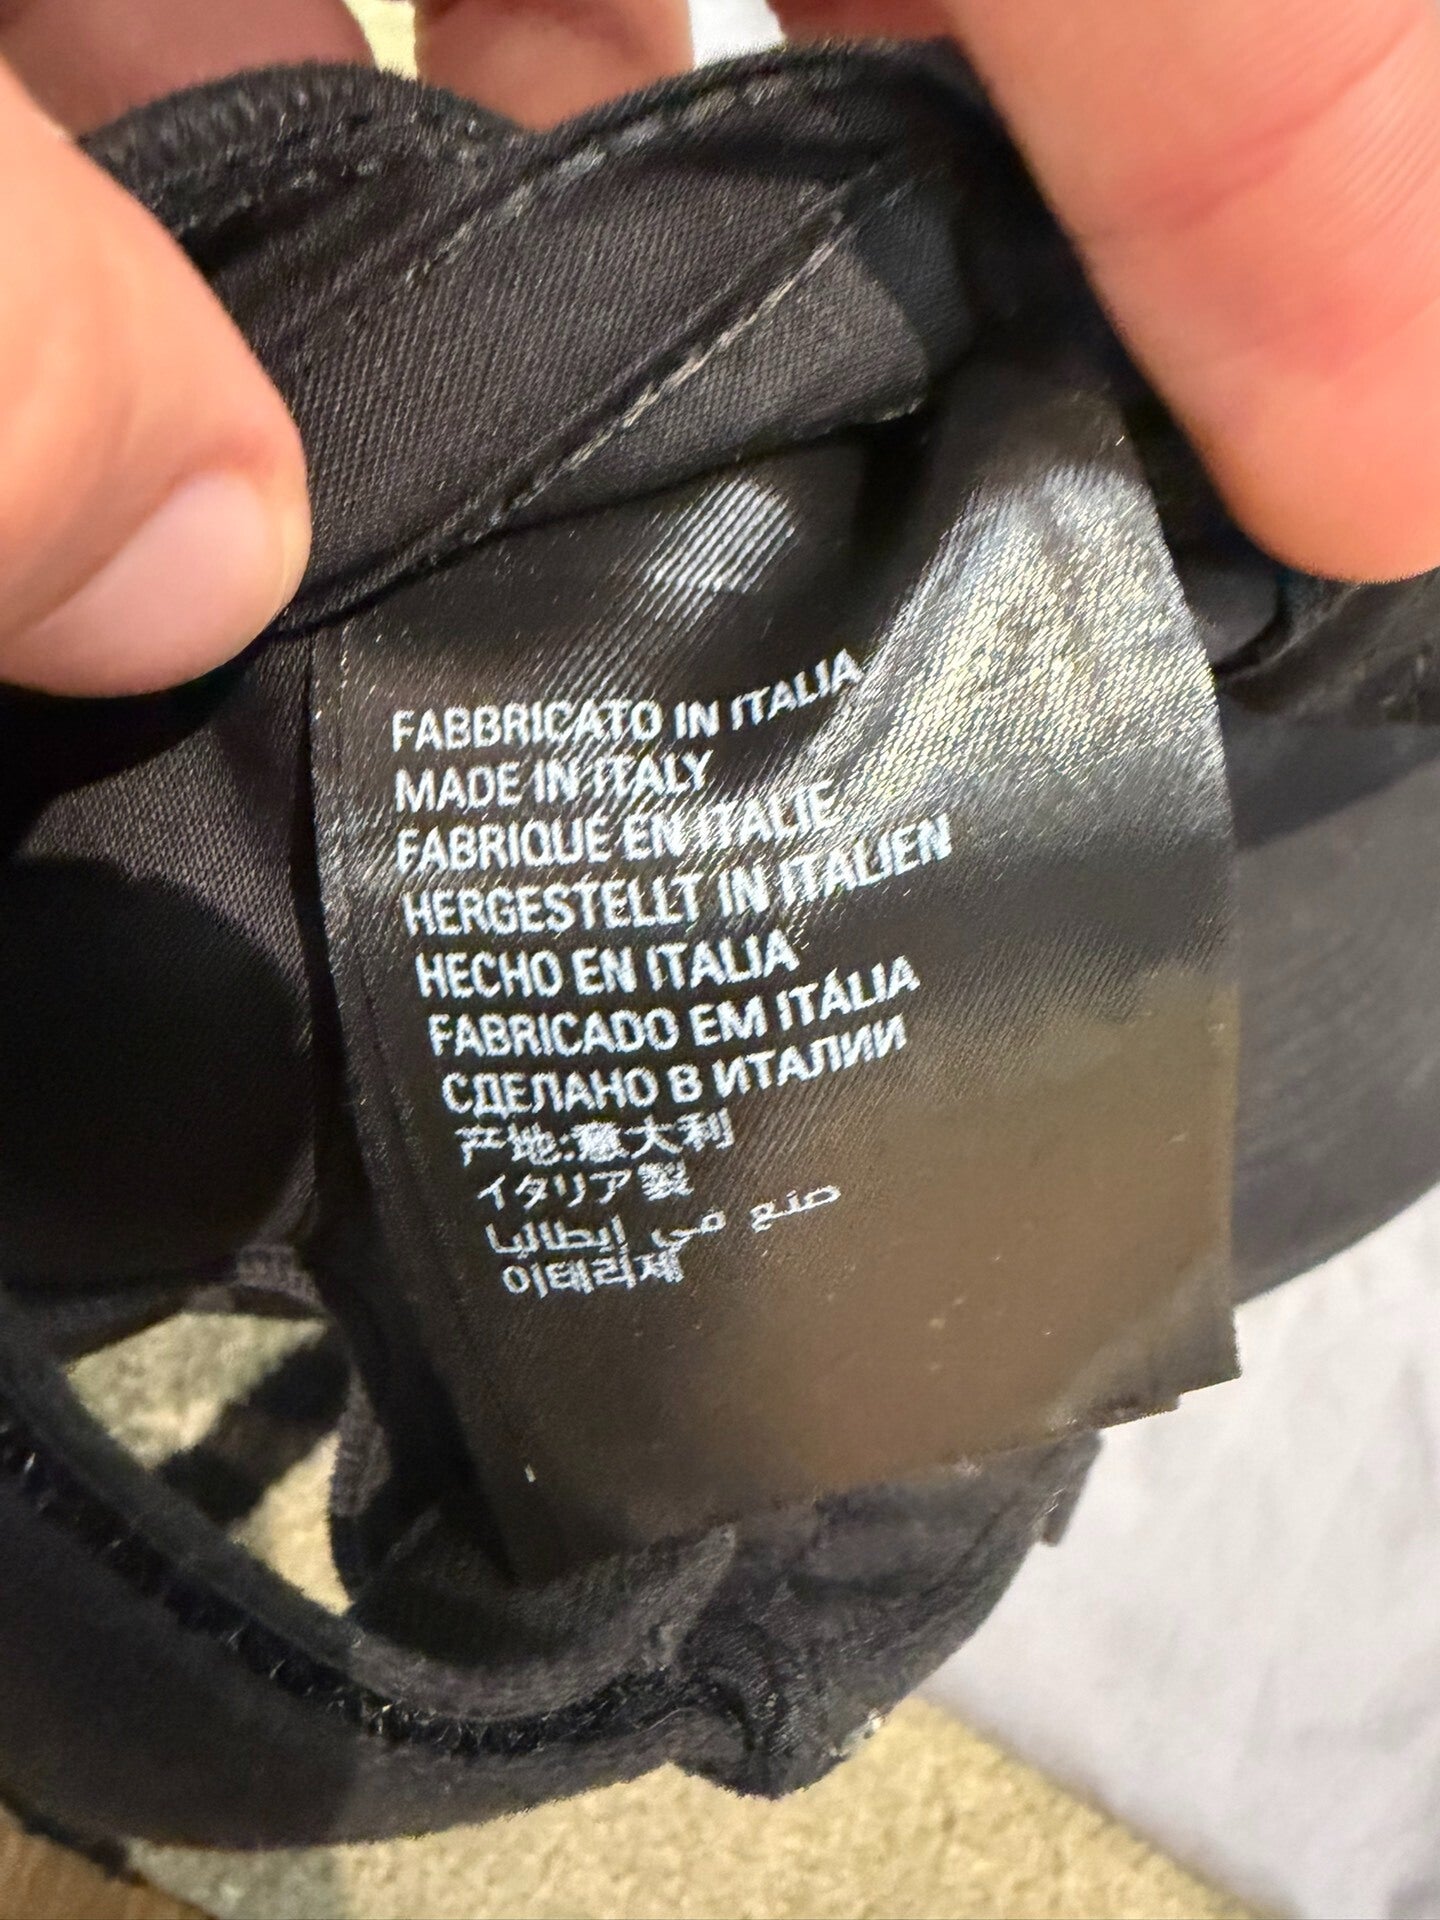 FABBRICATO IN ITALIA
MADE IN ITALY
FABRIQUÉ EN ITALIE
HERGESTELLT IN ITALIEN
HECHO EN ITALIA
FABRICADO EM ITÁLIA
СДЕЛАНО В ИТАЛИИ
产地:意大利
イタリア製
صنع في إيطاليا
이태리제